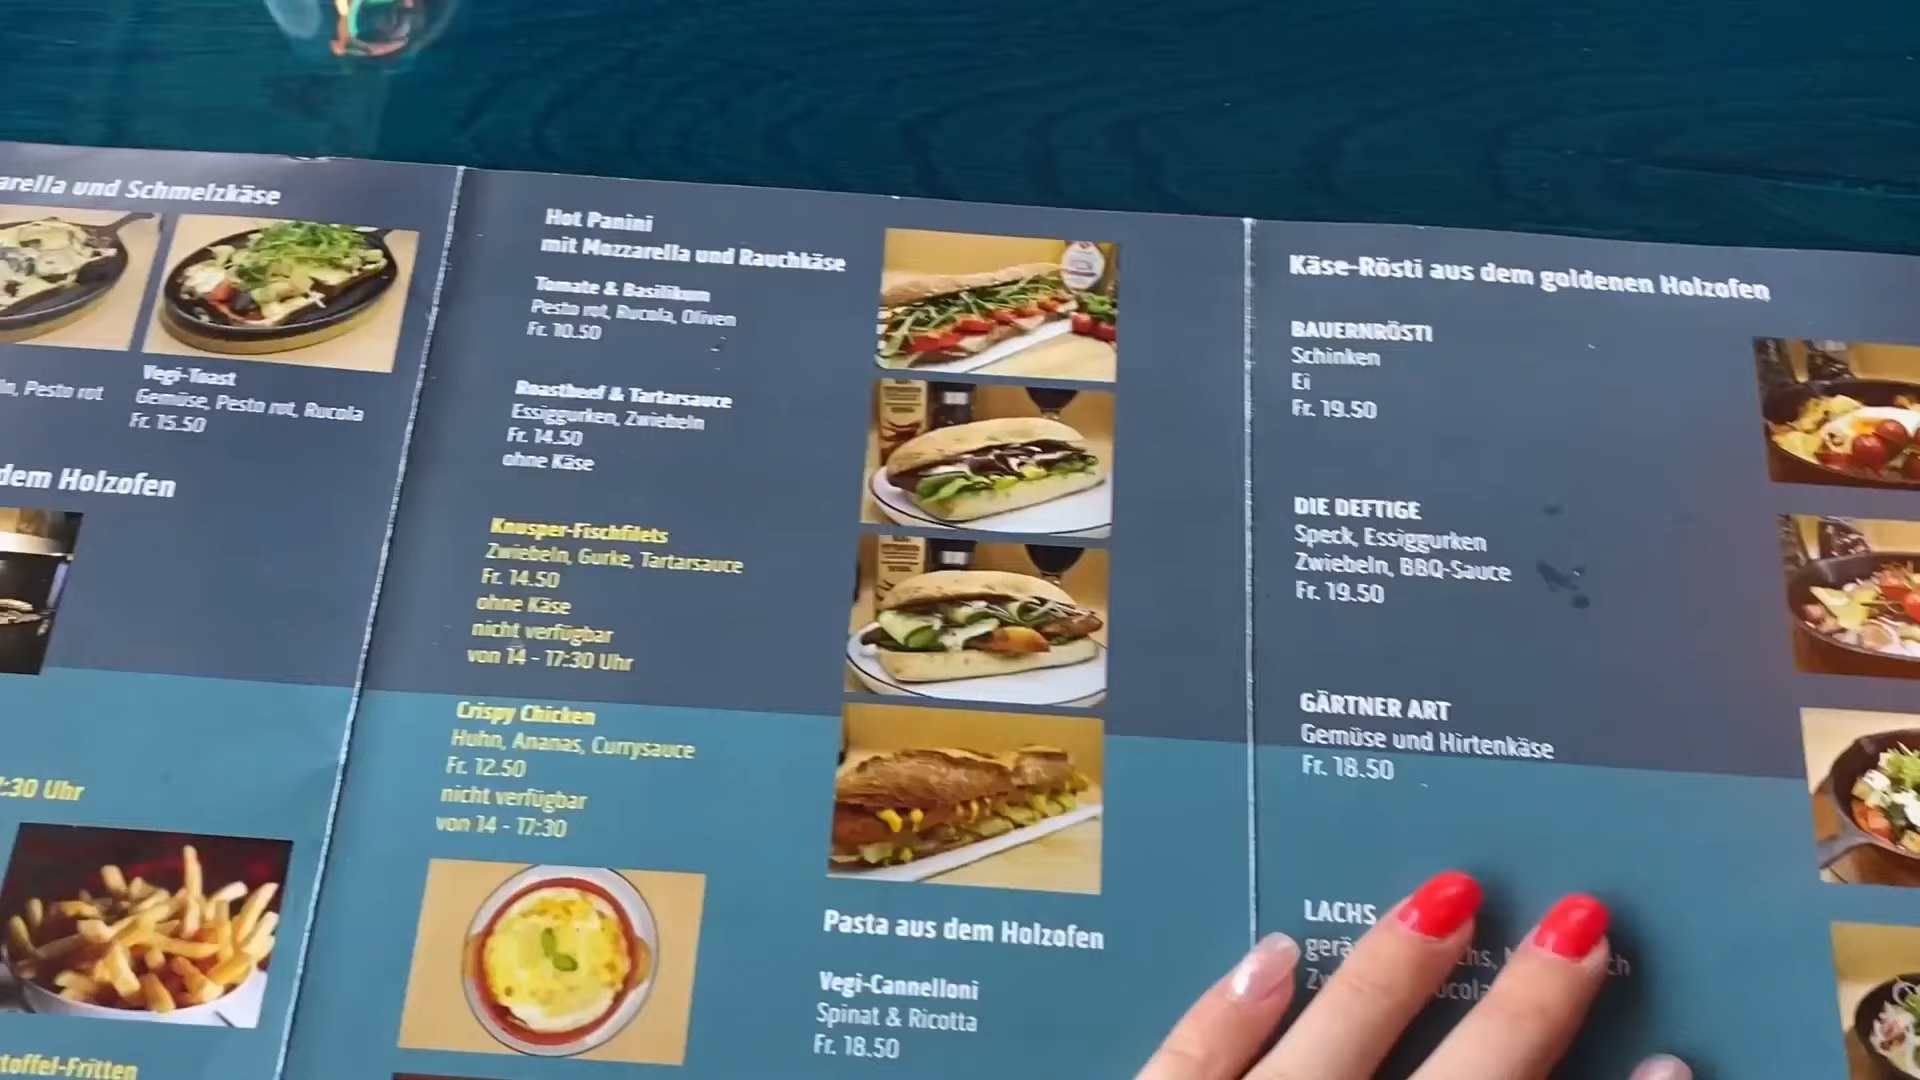 arella und Schmelzkäse
ln, Pesto rot
Vegi-Toast
Gemüse, Pesto rot, Rucola
Fr. 15.50
dem Holzofen
:30 Uhr
toffel-Fritten
Hot Panini
mit Mozzarella und Rauchkäse
Tomate & Basilikum
Pesto rot, Rucola, Oliven
Fr. 10.50
Roastbeef & Tartarsauce
Essiggurken, Zwiebeln
Fr. 14.50
ohne Käse
Knusper-Fischfilets
Zwiebeln, Gurke, Tartarsauce
Fr. 14.50
ohne Käse
nicht verfügbar
von 14 - 17:30 Uhr
Crispy Chicken
Huhn, Ananas, Currysauce
Fr. 12.50
nicht verfügbar
von 14 - 17:30
Pasta aus dem Holzofen
Vegi-Cannelloni
Spinat & Ricotta
Fr. 18.50
Käse-Rösti aus dem goldenen Holzofen
BAUERNRÖSTI
Schinken
Ei
Fr. 19.50
DIE DEFTIGE
Speck, Essiggurken
Zwiebeln, BBQ-Sauce
Fr. 19.50
GÄRTNER ART
Gemüse und Hirtenkäse
Fr. 18.50
LACHS